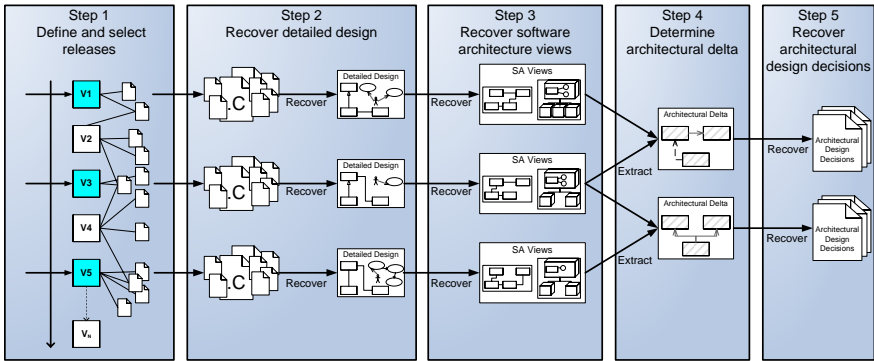 Step 1
Define and select
releases
Step 2
Recover detailed design
Step 3
Recover software
architecture views
Step 4
Determine
architectural delta
Step 5
Recover
architectural
design decisions
V1
V2
V3
V4
V5
VN
.C
Recover
Detailed Design
Recover
SA Views
.C
Recover
Detailed Design
Recover
SA Views
.C
Recover
Detailed Design
Recover
SA Views
Extract
Architectural Delta
Recover
Architectural
Design
Decisions
Extract
Architectural Delta
Recover
Architectural
Design
Decisions